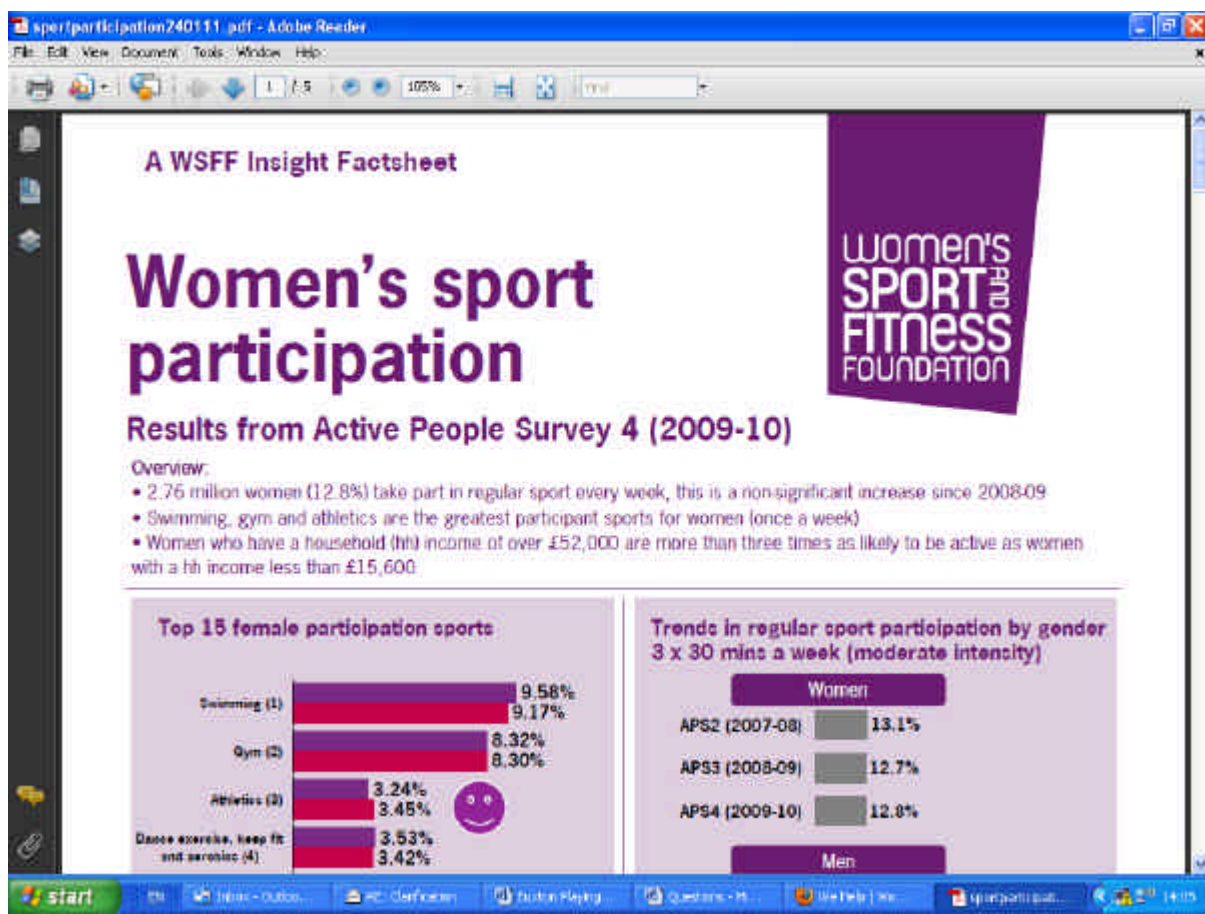 sportparticipation240111.pdf - Adobe Reader
File Edit View Document Tools Window Help
1 / 5 105%
A WSFF Insight Factsheet
WOMEN'S
SPORT AND
FITNESS
FOUNDATION
Women's sport
participation
Results from Active People Survey 4 (2009-10)
Overview:
• 2.76 million women (12.8%) take part in regular sport every week, this is a non-significant increase since 2008-09
• Swimming, gym and athletics are the greatest participant sports for women (once a week)
• Women who have a household (hh) income of over £52,000 are more than three times as likely to be active as women
with a hh income less than £15,600
Top 15 female participation sports
Swimming (1)
9.58%
9.17%
Gym (2)
8.32%
8.30%
Athletics (3)
3.24%
3.45%
Dance exercise, keep fit
and aerobics (4)
3.53%
3.42%
Trends in regular sport participation by gender
3 x 30 mins a week (moderate intensity)
Women
APS2 (2007-08) 13.1%
APS3 (2008-09) 12.7%
APS4 (2009-10) 12.8%
Men
start
EN
Inbox - Outloo...
RE: Clarification
Questions - M...
We Help | Wo...
sportparticipat...
14:05